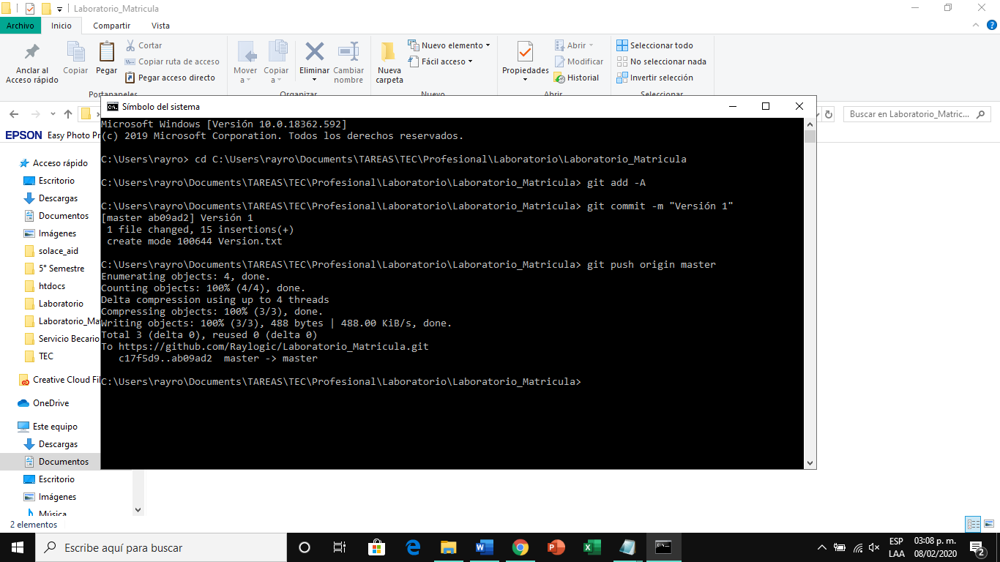 Laboratorio_Matricula
Archivo Inicio Compartir Vista
Anclar al Acceso rápido
Copiar
Pegar
Cortar
Copiar ruta de acceso
Pegar acceso directo
Portapapeles
Mover a
Copiar a
Eliminar
Cambiar nombre
Organizar
Nueva carpeta
Nuevo elemento
Fácil acceso
Nuevo
Propiedades
Abrir
Modificar
Historial
Abrir
Seleccionar todo
No seleccionar nada
Invertir selección
Seleccionar
Buscar en Laboratorio_Matric...
EPSON Easy Photo Pr
Acceso rápido
Escritorio
Descargas
Documentos
Imágenes
solace_aid
5° Semestre
htdocs
Laboratorio
Laboratorio_Mat
Servicio Becario
TEC
Creative Cloud Fil
OneDrive
Este equipo
Descargas
Documentos
Escritorio
Imágenes
Música
2 elementos
Símbolo del sistema
Microsoft Windows [Versión 10.0.18362.592]
(c) 2019 Microsoft Corporation. Todos los derechos reservados.
C:\Users\rayro> cd C:\Users\rayro\Documents\TAREAS\TEC\Profesional\Laboratorio\Laboratorio_Matricula
C:\Users\rayro\Documents\TAREAS\TEC\Profesional\Laboratorio\Laboratorio_Matricula> git add -A
C:\Users\rayro\Documents\TAREAS\TEC\Profesional\Laboratorio\Laboratorio_Matricula> git commit -m "Versión 1"
[master ab09ad2] Versión 1
1 file changed, 15 insertions(+)
create mode 100644 Version.txt
C:\Users\rayro\Documents\TAREAS\TEC\Profesional\Laboratorio\Laboratorio_Matricula> git push origin master
Enumerating objects: 4, done.
Counting objects: 100% (4/4), done.
Delta compression using up to 4 threads
Compressing objects: 100% (3/3), done.
Writing objects: 100% (3/3), 488 bytes | 488.00 KiB/s, done.
Total 3 (delta 0), reused 0 (delta 0)
To https://github.com/Raylogic/Laboratorio_Matricula.git
c17f5d9..ab09ad2 master -> master
C:\Users\rayro\Documents\TAREAS\TEC\Profesional\Laboratorio\Laboratorio_Matricula>
Escribe aquí para buscar
ESP
LAA
03:08 p. m.
08/02/2020
2